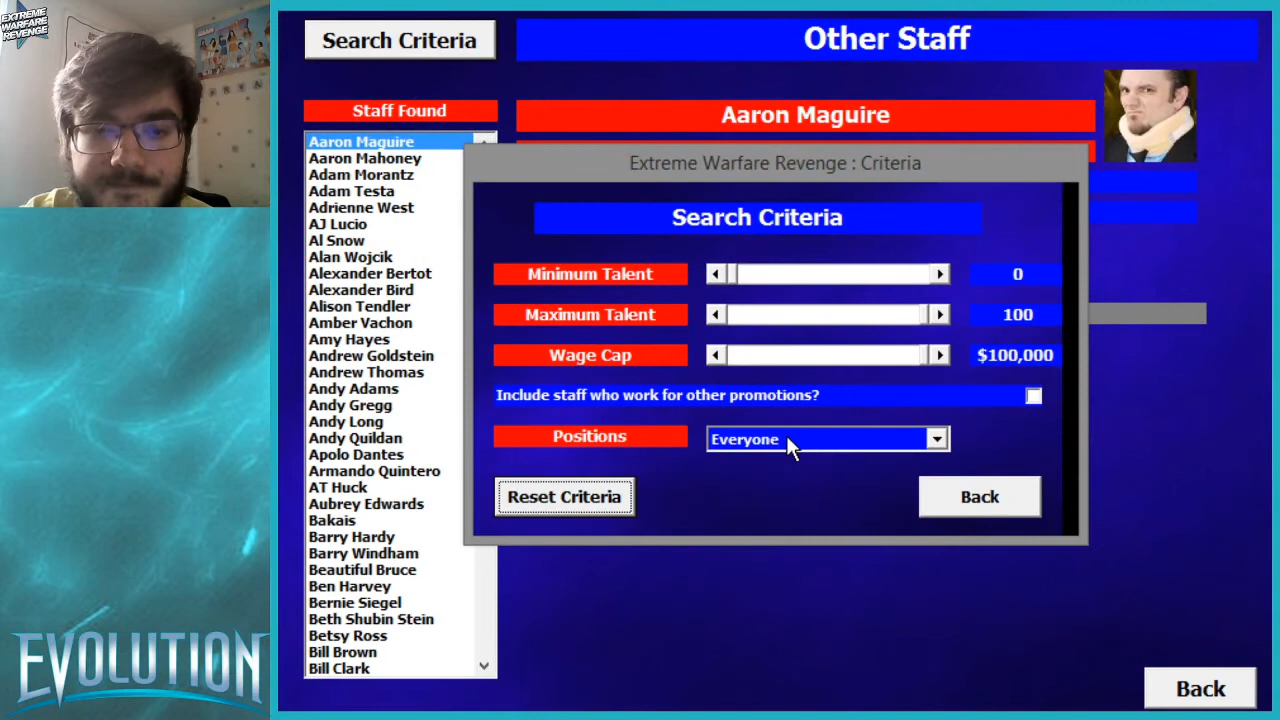 EXTREME
WARFARE
REVENGE
Search Criteria
Other Staff
Staff Found
Aaron Maguire
Aaron Maguire
Aaron Mahoney
Adam Morantz
Adam Testa
Adrienne West
AJ Lucio
Al Snow
Alan Wojcik
Alexander Bertot
Alexander Bird
Alison Tendler
Amber Vachon
Amy Hayes
Andrew Goldstein
Andrew Thomas
Andy Adams
Andy Gregg
Andy Long
Andy Quildan
Apolo Dantes
Armando Quintero
AT Huck
Aubrey Edwards
Bakais
Barry Hardy
Barry Windham
Beautiful Bruce
Ben Harvey
Bernie Siegel
Beth Shubin Stein
Betsy Ross
Bill Brown
Bill Clark
Extreme Warfare Revenge : Criteria
Search Criteria
Minimum Talent 0
Maximum Talent 100
Wage Cap $100,000
Include staff who work for other promotions?
Positions Everyone
Reset Criteria Back
EVOLUTION
Back